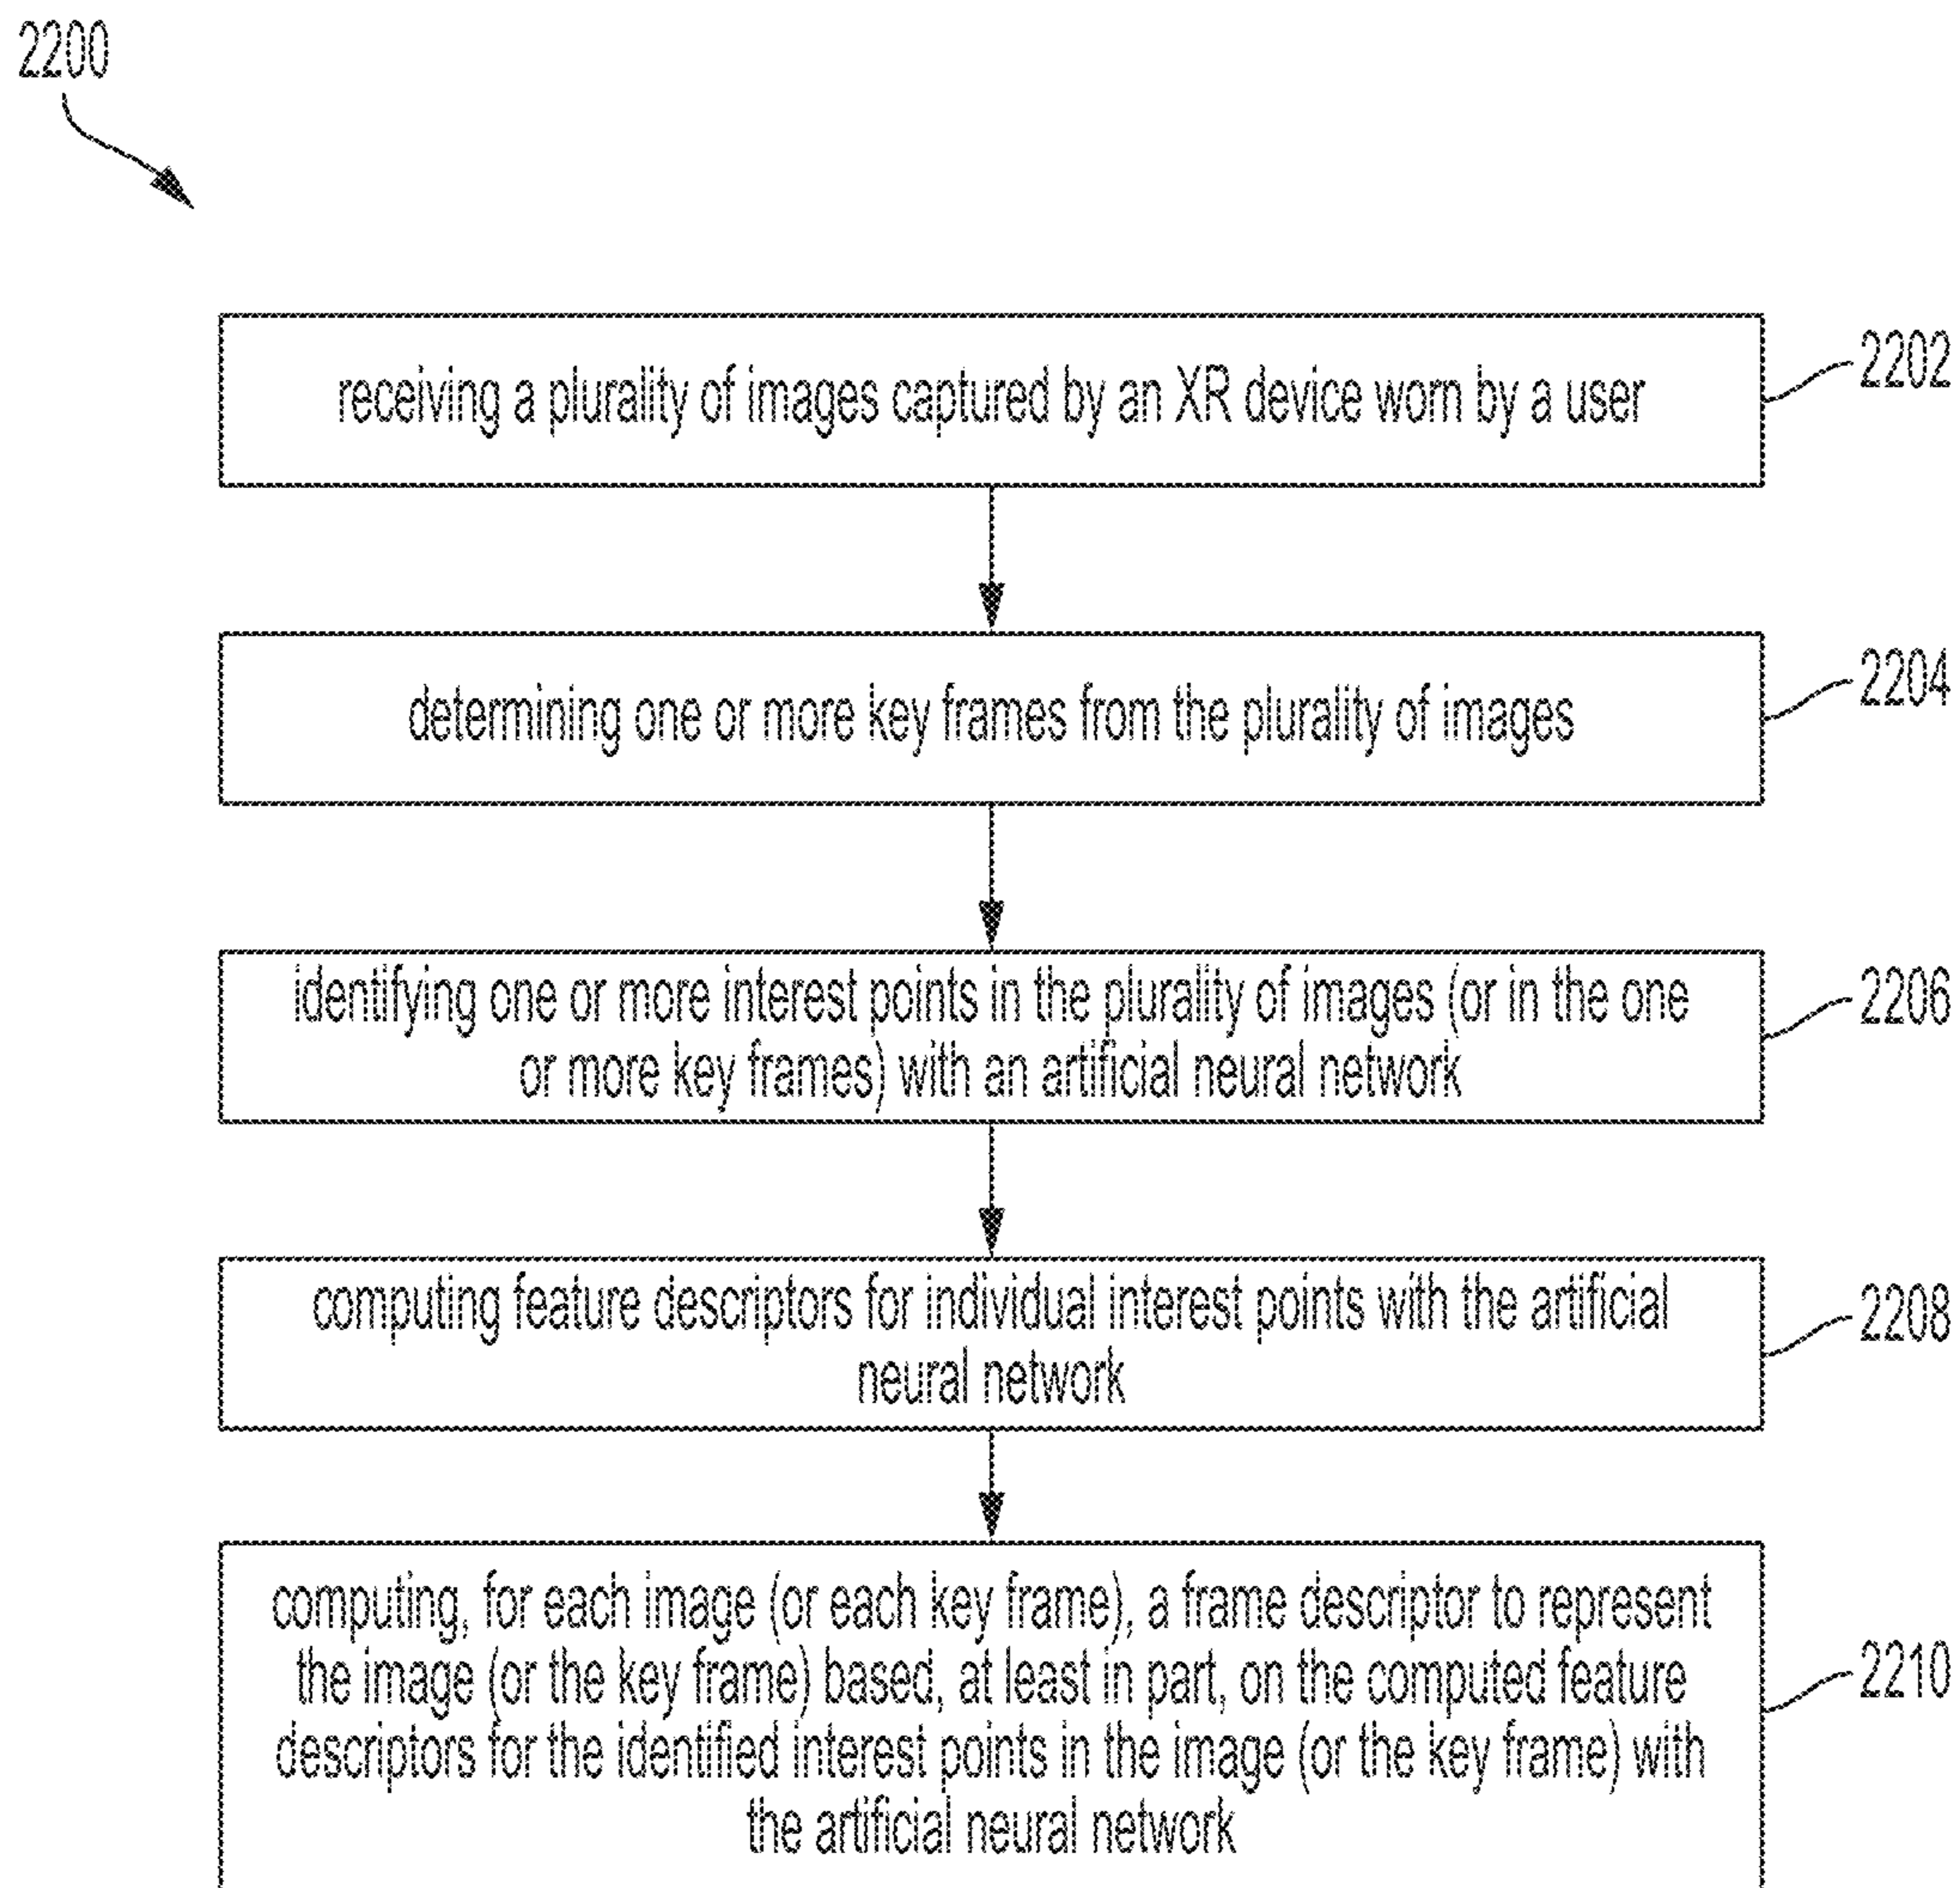 2200
receiving a plurality of images captured by an XR device worn by a user
2202
determining one or more key frames from the plurality of images
2204
identifying one or more interest points in the plurality of images (or in the one
or more key frames) with an artificial neural network
2206
computing feature descriptors for individual interest points with the artificial
neural network
2208
computing, for each image (or each key frame), a frame descriptor to represent
the image (or the key frame) based, at least in part, on the computed feature
descriptors for the identified interest points in the image (or the key frame) with
the artificial neural network
2210